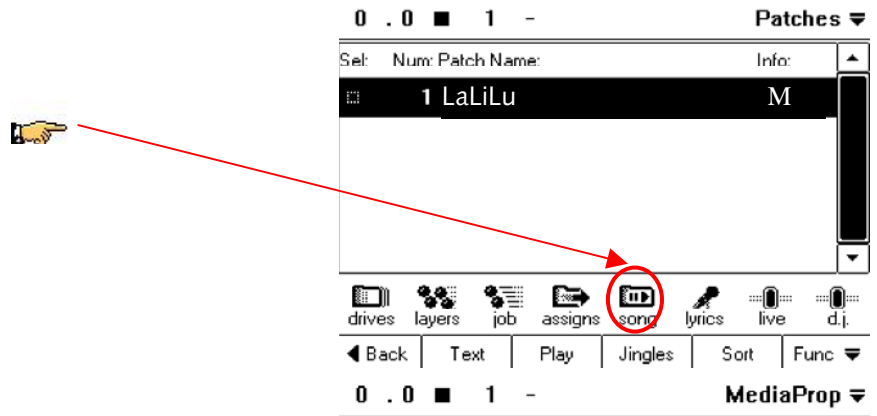 0 .0 ■ 1 - Patches
Sel: Num: Patch Name: Info:
1 LaLiLu M
drives layers job assigns song lyrics live d.j.
Back Text Play Jingles Sort Func
0 .0 ■ 1 - MediaProp